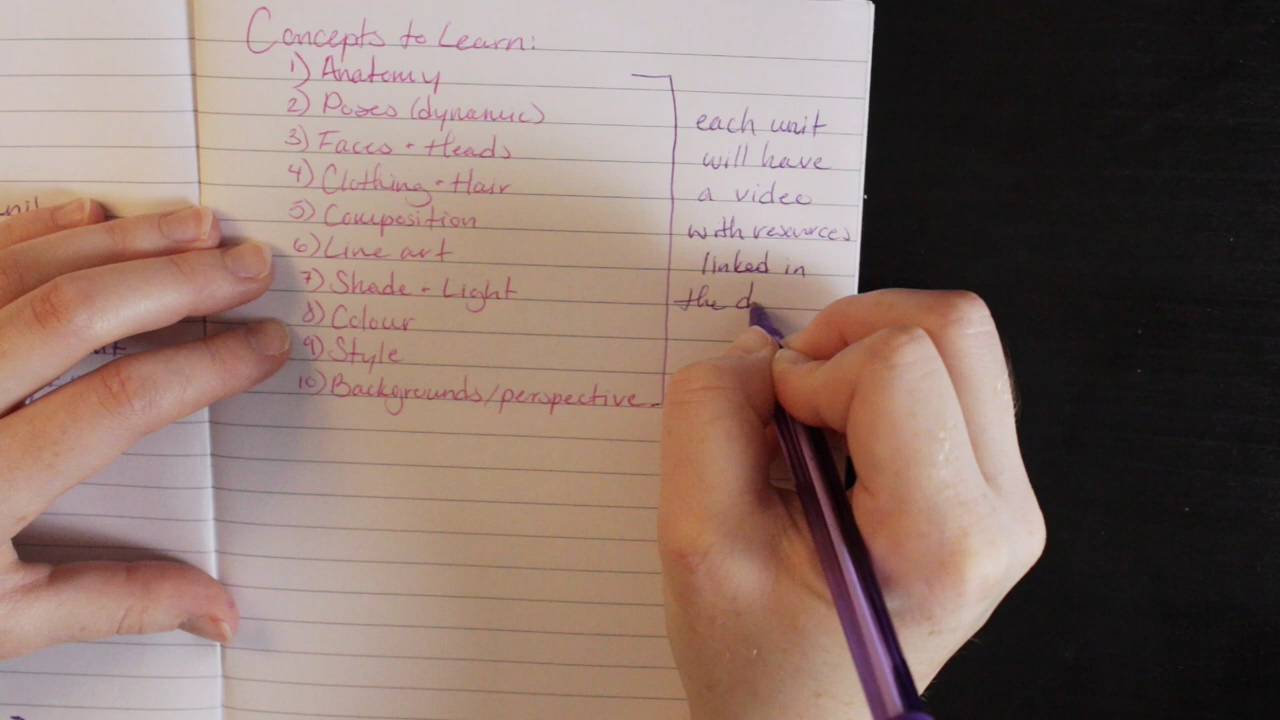 Concepts to Learn:
1) Anatomy
2) Poses (dynamic)
3) Faces + Heads
4) Clothing + Hair
5) Composition
6) Line art
7) Shade + Light
8) Colour
9) Style
10) Backgrounds/perspective
each unit
will have
a video
with resources
linked in
the d